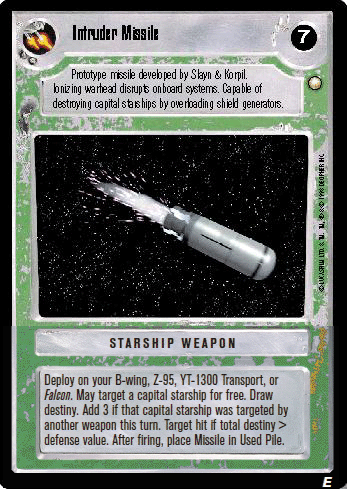 Intruder Missile
7
Prototype missile developed by Slayn & Korpil.
Ionizing warhead disrupts onboard systems. Capable of
destroying capital starships by overloading shield generators.
STARSHIP WEAPON
Deploy on your B-wing, Z-95, YT-1300 Transport, or
Falcon. May target a capital starship for free. Draw
destiny. Add 3 if that capital starship was targeted by
another weapon this turn. Target hit if total destiny >
defense value. After firing, place Missile in Used Pile.
E